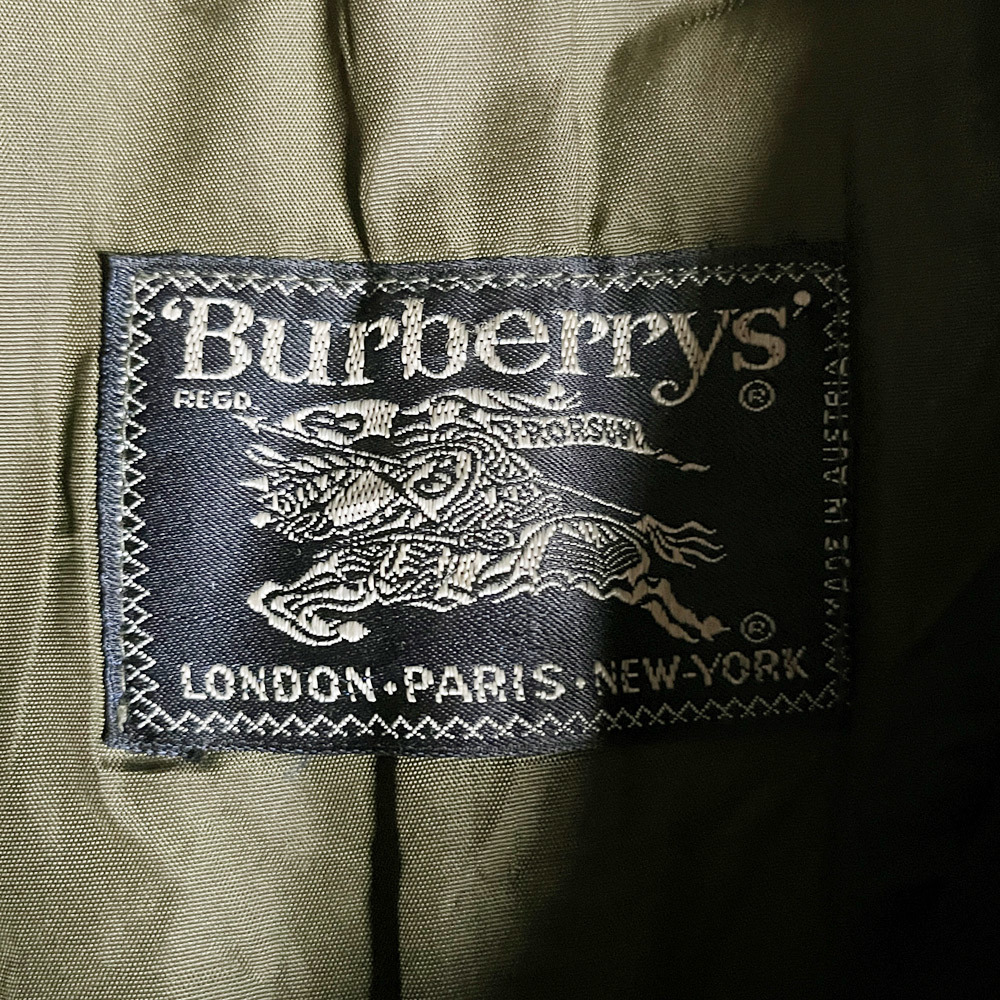 'Burberrys'
REGD ®
PRORSUM
®
LONDON · PARIS · NEW-YORK
MADE IN AUSTRIA